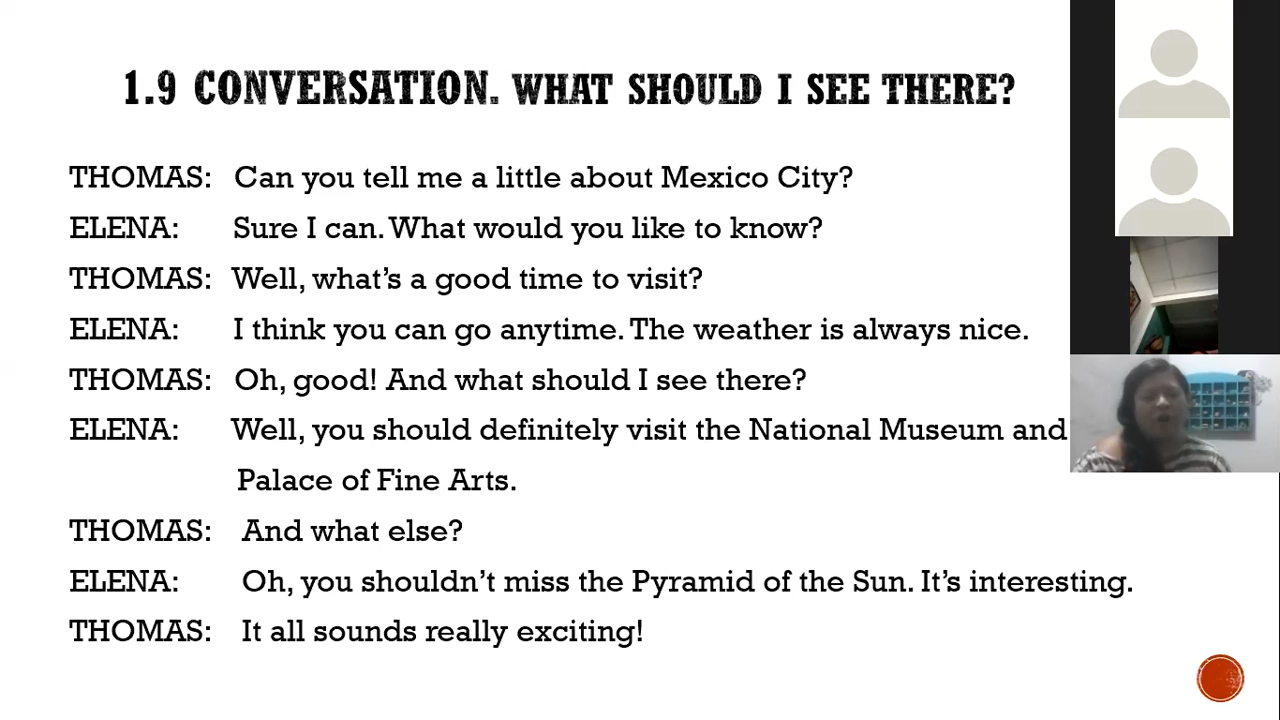 1.9 CONVERSATION. WHAT SHOULD I SEE THERE?
THOMAS: Can you tell me a little about Mexico City?
ELENA: Sure I can. What would you like to know?
THOMAS: Well, what's a good time to visit?
ELENA: I think you can go anytime. The weather is always nice.
THOMAS: Oh, good! And what should I see there?
ELENA: Well, you should definitely visit the National Museum and
Palace of Fine Arts.
THOMAS: And what else?
ELENA: Oh, you shouldn't miss the Pyramid of the Sun. It's interesting.
THOMAS: It all sounds really exciting!